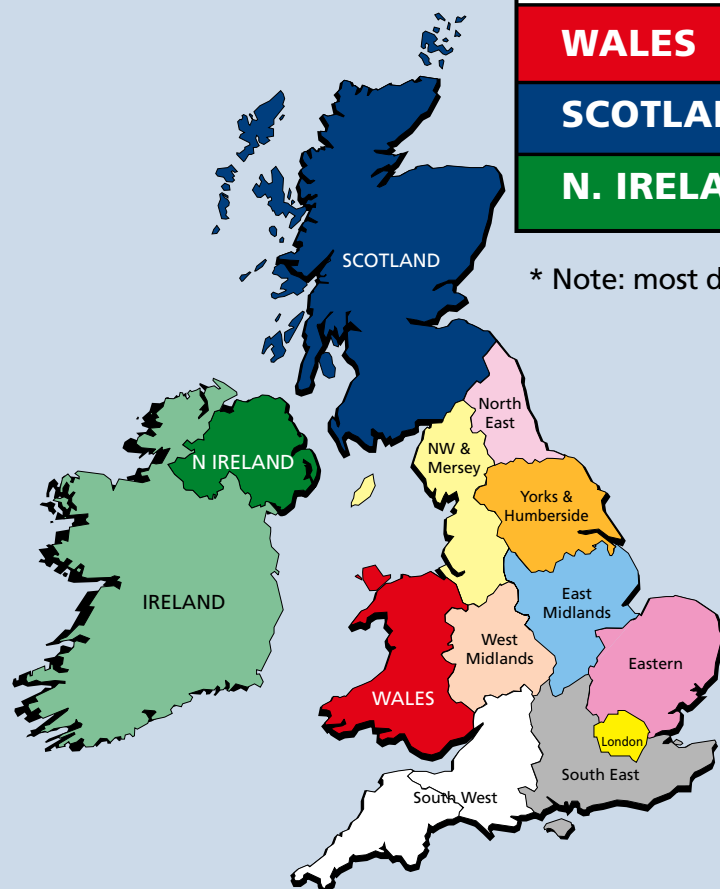 WALES
SCOTLA
N. IRELA
* Note: most d
SCOTLAND
North
East
NW &
Mersey
N IRELAND
Yorks &
Humberside
IRELAND
East
Midlands
West
Midlands
Eastern
WALES
London
South East
South West